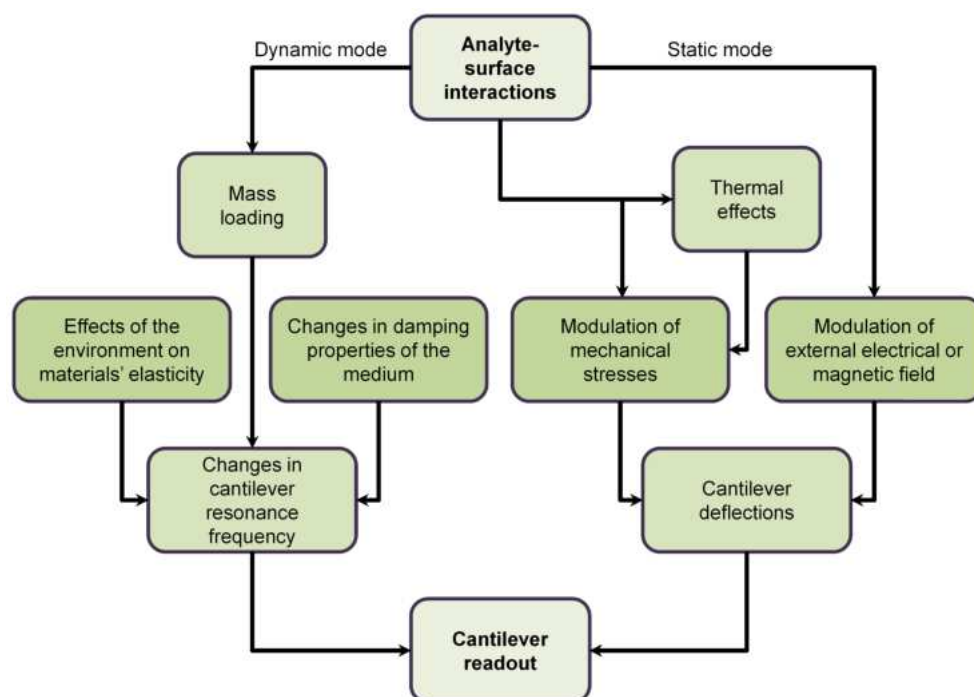 Dynamic mode
Analyte-
surface
interactions
Static mode
Mass
loading
Thermal
effects
Effects of the
environment on
materials' elasticity
Changes in damping
properties of the
medium
Modulation of
mechanical
stresses
Modulation of
external electrical or
magnetic field
Changes in
cantilever
resonance
frequency
Cantilever
deflections
Cantilever
readout